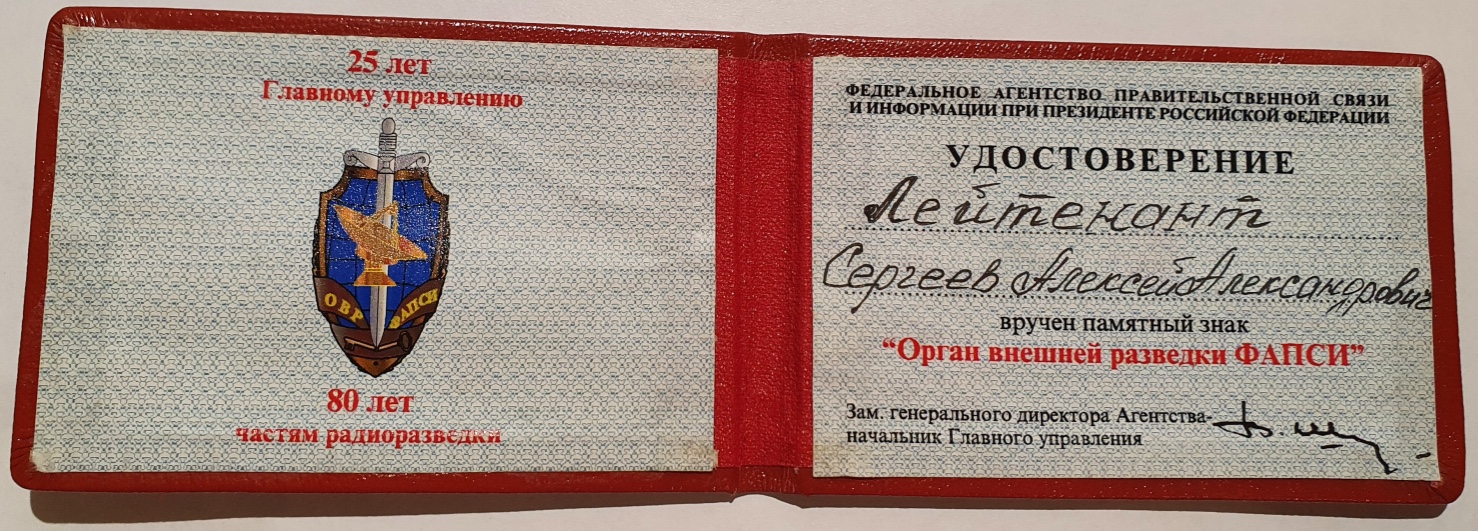 25 лет
Главному управлению
ОВР ФАПСИ
80 лет
частям радиоразведки
ФЕДЕРАЛЬНОЕ АГЕНТСТВО ПРАВИТЕЛЬСТВЕННОЙ СВЯЗИ
И ИНФОРМАЦИИ ПРИ ПРЕЗИДЕНТЕ РОССИЙСКОЙ ФЕДЕРАЦИИ
УДОСТОВЕРЕНИЕ
Лейтенант
Сергеев Алексей Александрович
вручен памятный знак
“Орган внешней разведки ФАПСИ”
Зам. генерального директора Агентства-
начальник Главного управления